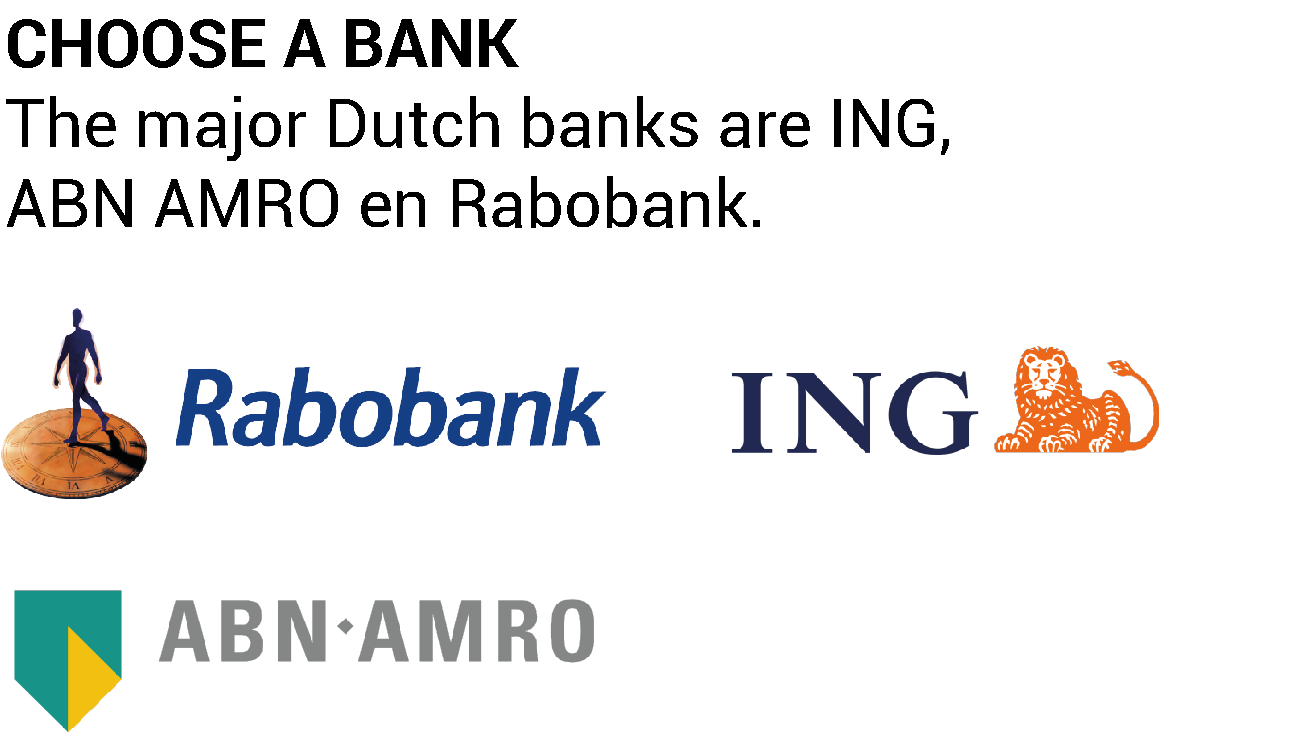 CHOOSE A BANK
The major Dutch banks are ING,
ABN AMRO en Rabobank.
Rabobank
ING
ABN·AMRO